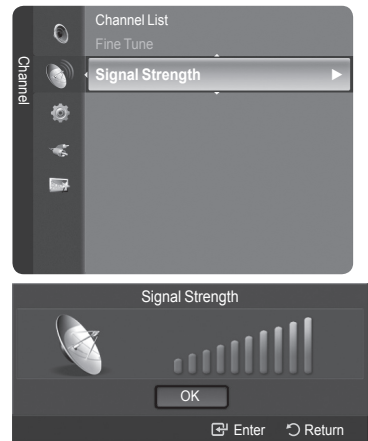 Channel
Channel List
Fine Tune
Signal Strength
Signal Strength
OK
Enter Return